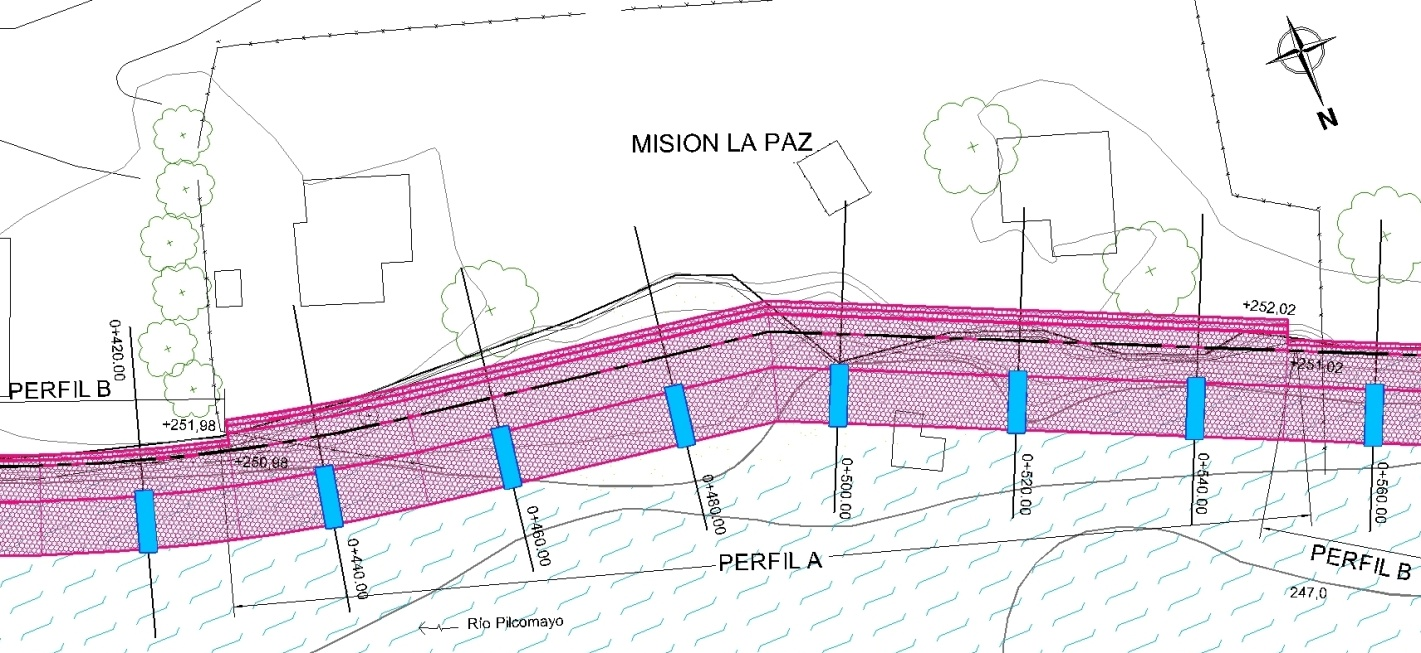 N
MISION LA PAZ
+252,02
0+420.00
+251,02
PERFIL B
+251,98
+250,98
0+440.00
0+460.00
0+480.00
0+500.00
0+520.00
0+540.00
0+560.00
PERFIL A
PERFIL B
247,0
Río Pilcomayo